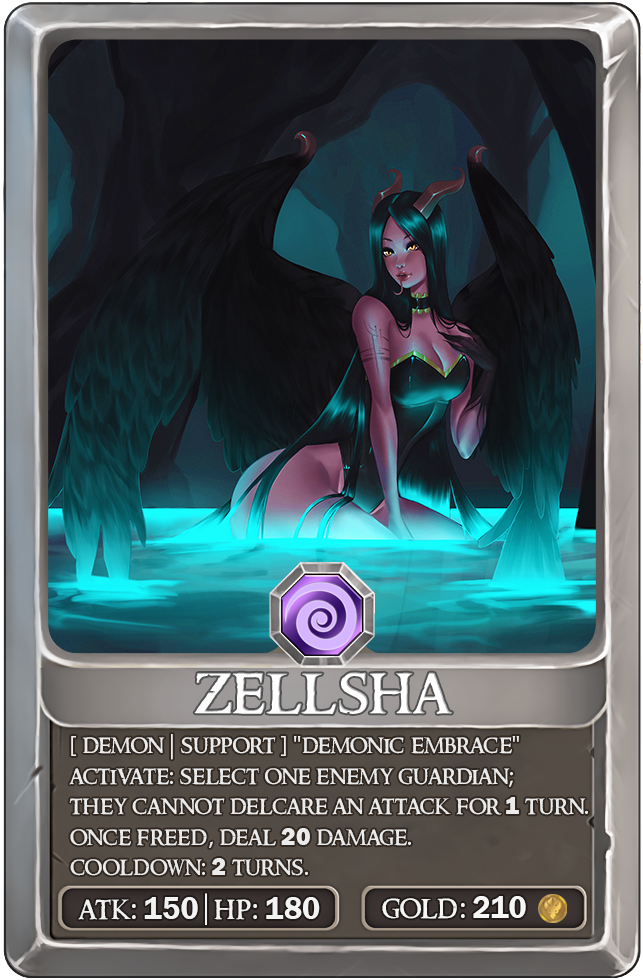 ZELLSHA
[ DEMON | SUPPORT ] "DEMONIC EMBRACE"
ACTIVATE: SELECT ONE ENEMY GUARDIAN;
THEY CANNOT DELCARE AN ATTACK FOR 1 TURN.
ONCE FREED, DEAL 20 DAMAGE.
COOLDOWN: 2 TURNS.
ATK: 150 | HP: 180 GOLD: 210